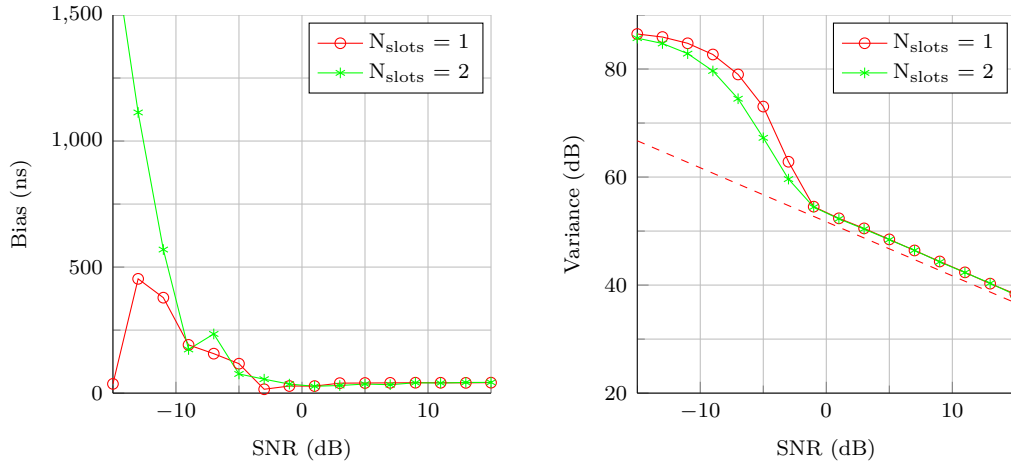 1,500
1,000
500
0
−10
0
10
Bias (ns)
SNR (dB)
N_slots = 1
N_slots = 2
80
60
40
20
−10
0
10
Variance (dB)
SNR (dB)
N_slots = 1
N_slots = 2